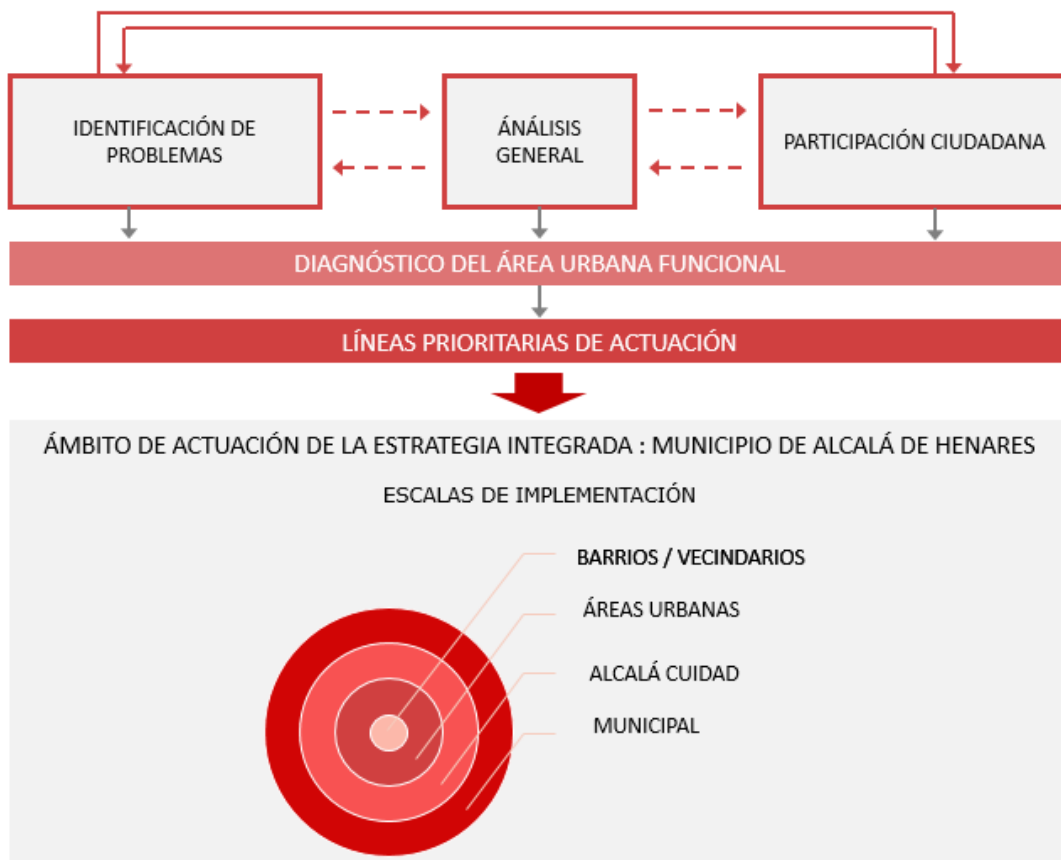 IDENTIFICACIÓN DE
PROBLEMAS
ÁNÁLISIS
GENERAL
PARTICIPACIÓN CIUDADANA
DIAGNÓSTICO DEL ÁREA URBANA FUNCIONAL
LÍNEAS PRIORITARIAS DE ACTUACIÓN
ÁMBITO DE ACTUACIÓN DE LA ESTRATEGIA INTEGRADA : MUNICIPIO DE ALCALÁ DE HENARES
ESCALAS DE IMPLEMENTACIÓN
BARRIOS / VECINDARIOS
ÁREAS URBANAS
ALCALÁ CUIDAD
MUNICIPAL